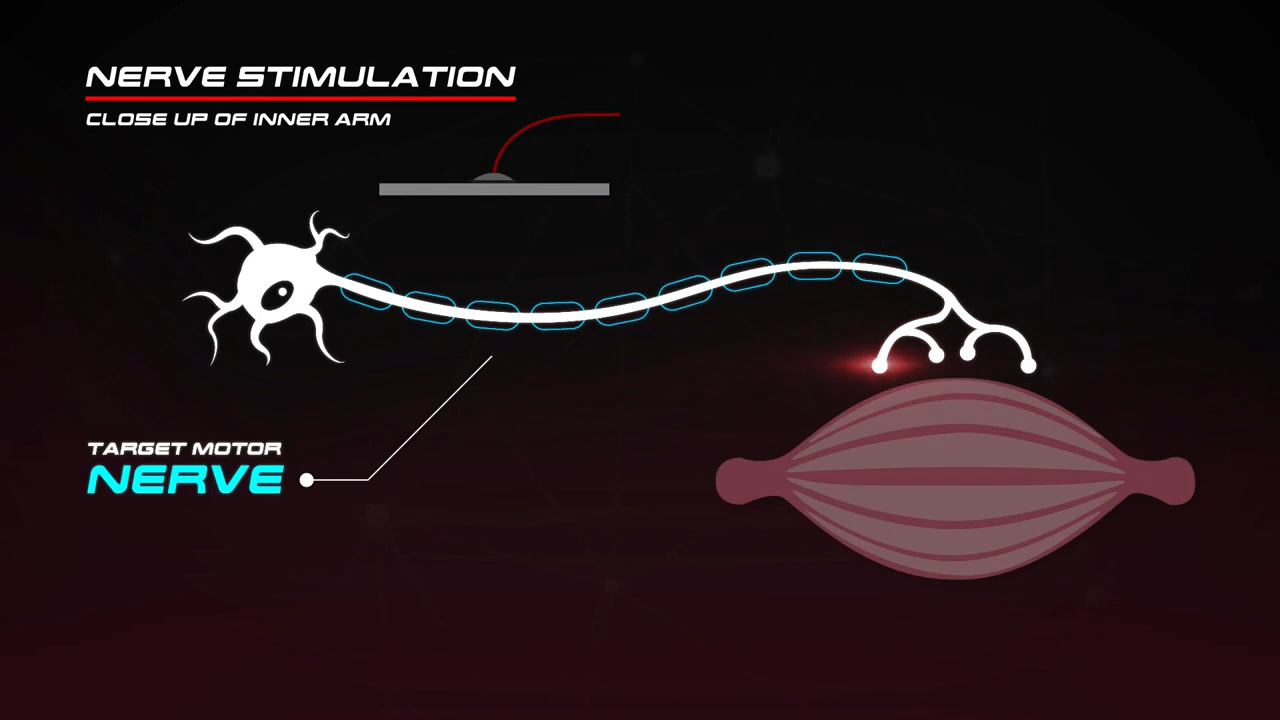 NERVE STIMULATION
CLOSE UP OF INNER ARM
TARGET MOTOR
NERVE